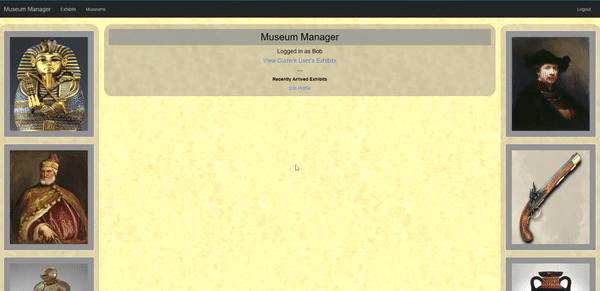 Museum Manager
Exhibits
Museums
Logout
Museum Manager
Logged in as Bob
View Current User's Exhibits
---
Recently Arrived Exhibits
Edit Profile